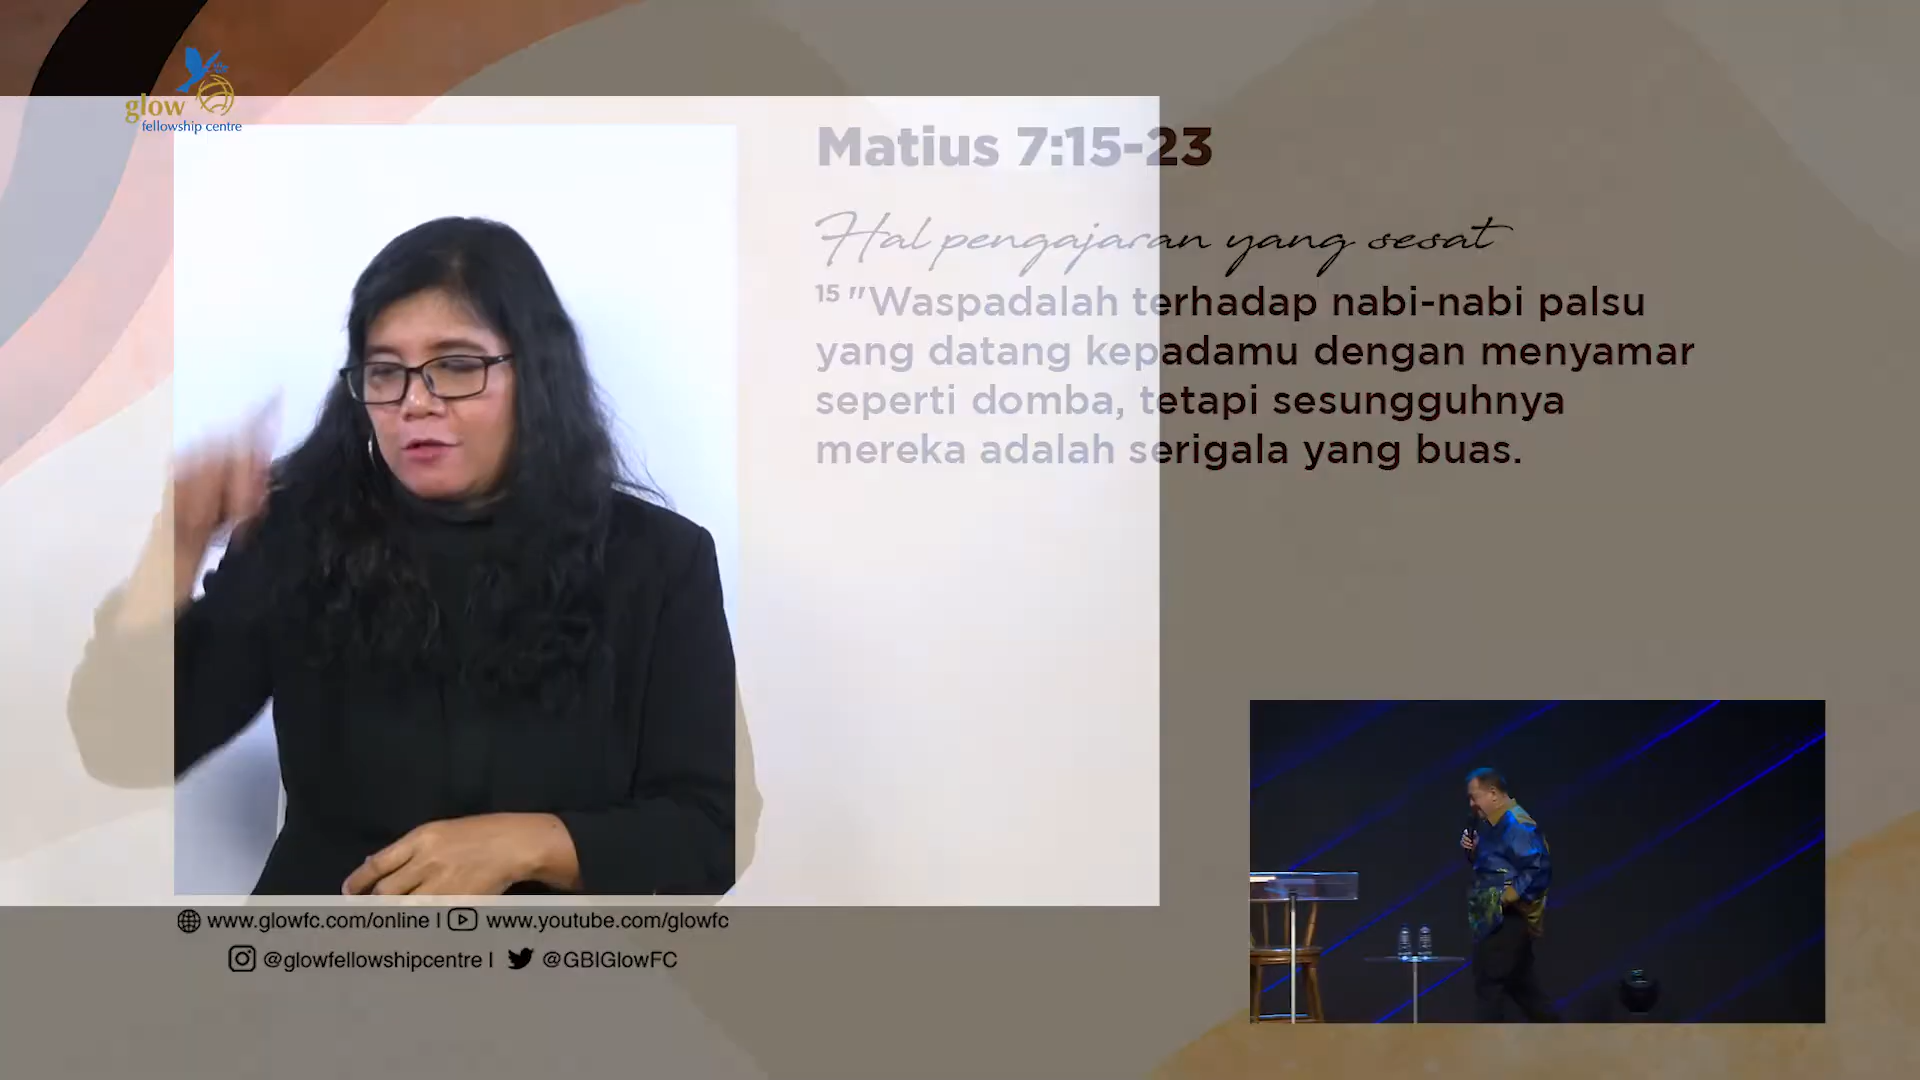 glow
fellowship centre
Matius 7:15-23
Hal pengajaran yang sesat
15 "Waspadalah terhadap nabi-nabi palsu
yang datang kepadamu dengan menyamar
seperti domba, tetapi sesungguhnya
mereka adalah serigala yang buas.
www.glowfc.com/online | www.youtube.com/glowfc
@glowfellowshipcentre | @GBIGlowFC